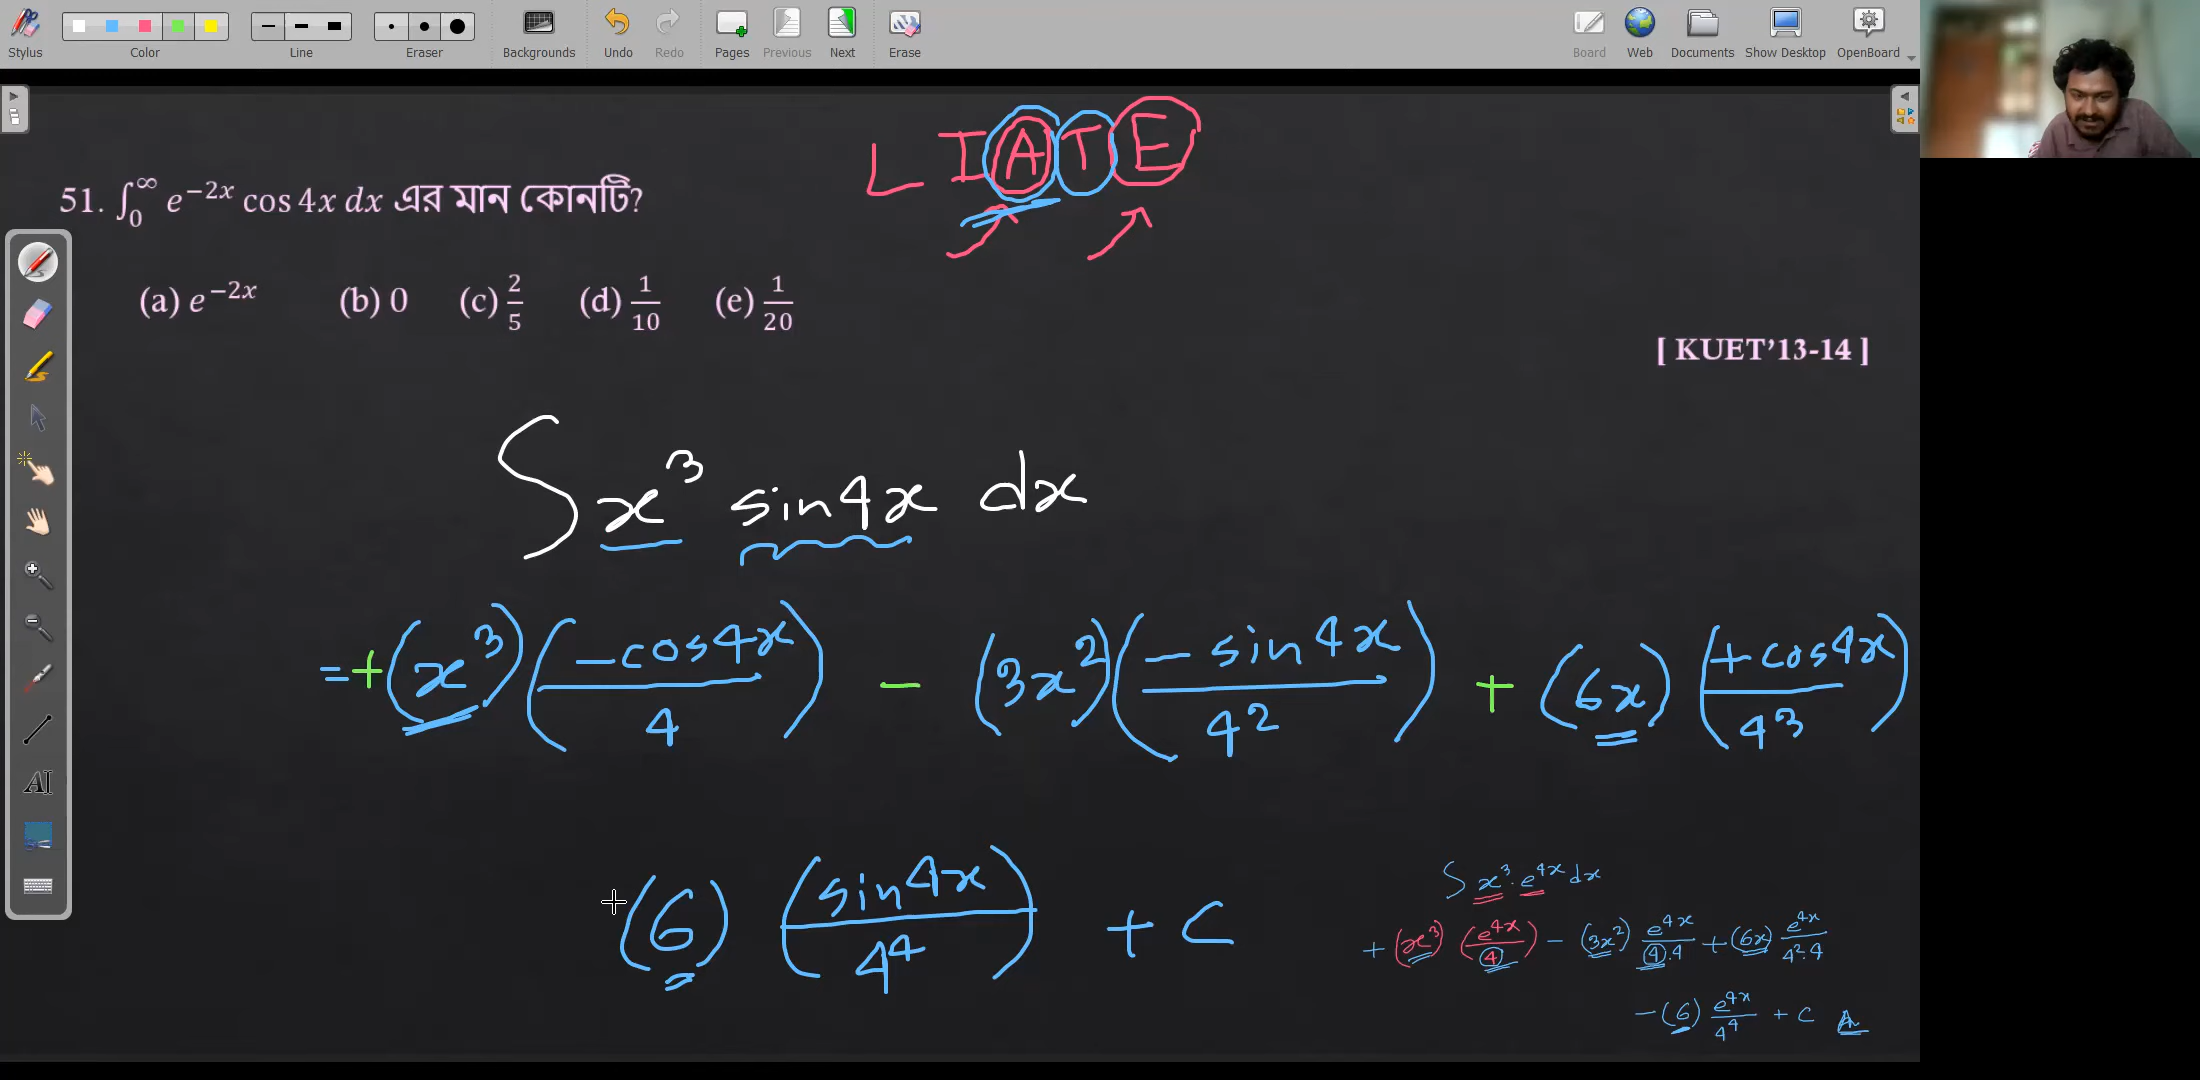 Stylus Color Line Eraser Backgrounds Undo Redo Pages Previous Next Erase Board Web Documents Show Desktop OpenBoard
L I A T E
51. ∫₀^∞ e^{−2x} cos 4x dx এর মান কোনটি?
(a) e^{−2x} (b) 0 (c) 2/5 (d) 1/10 (e) 1/20
[ KUET’13-14 ]
∫ x³ sin4x dx
= + (x³) (−cos4x / 4) − (3x²) (− sin4x / 4²) + (6x) (+ cos4x / 4³)
(6) (sin4x / 4⁴) + c
∫ x³ · e^{4x} dx
+ (x³) (e^{4x} / 4) − (3x²) e^{4x} / 4·4 + (6x) e^{4x} / 4²·4
− (6) e^{4x} / 4⁴ + c A